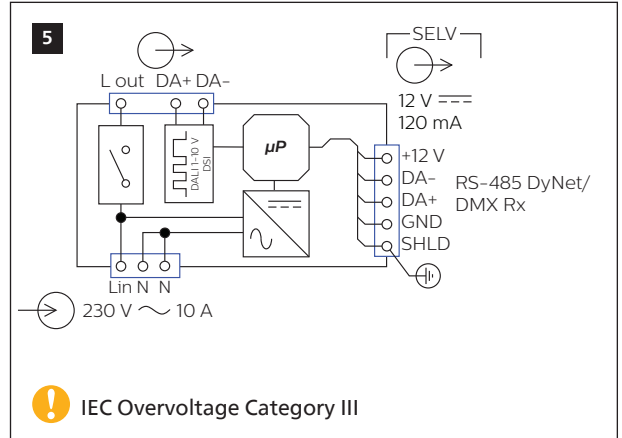 5
SELV
L out DA+ DA-
12 V ⎓
120 mA
DALI 1-10 V
DSI
µP
+12 V
DA-
DA+
GND
SHLD
RS-485 DyNet/
DMX Rx
Lin N N
230 V ~ 10 A
! IEC Overvoltage Category III